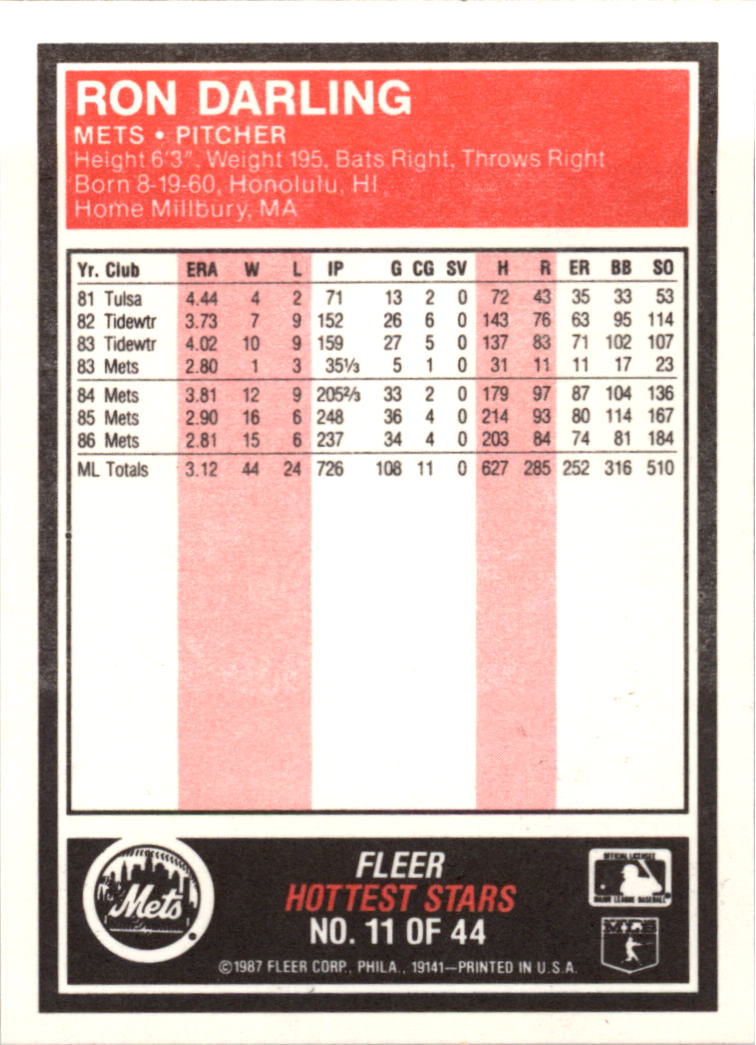 RON DARLING
METS • PITCHER
Height 6'3", Weight 195, Bats Right, Throws Right
Born 8-19-60, Honolulu, HI
Home Millbury, MA
Yr. Club ERA W L IP G CG SV H R ER BB SO
81 Tulsa 4.44 4 2 71 13 2 0 72 43 35 33 53
82 Tidewtr 3.73 7 9 152 26 6 0 143 76 63 95 114
83 Tidewtr 4.02 10 9 159 27 5 0 137 83 71 102 107
83 Mets 2.80 1 3 35⅓ 5 1 0 31 11 11 17 23
84 Mets 3.81 12 9 205⅔ 33 2 0 179 97 87 104 136
85 Mets 2.90 16 6 248 36 4 0 214 93 80 114 167
86 Mets 2.81 15 6 237 34 4 0 203 84 74 81 184
ML Totals 3.12 44 24 726 108 11 0 627 285 252 316 510
Mets
FLEER
HOTTEST STARS
NO. 11 OF 44
©1987 FLEER CORP., PHILA., 19141—PRINTED IN U.S.A.
OFFICIAL LICENSEE
MAJOR LEAGUE BASEBALL